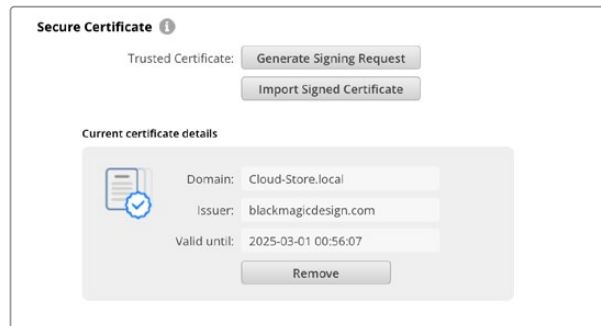 Secure Certificate
Trusted Certificate: Generate Signing Request
Import Signed Certificate
Current certificate details
Domain: Cloud-Store.local
Issuer: blackmagicdesign.com
Valid until: 2025-03-01 00:56:07
Remove